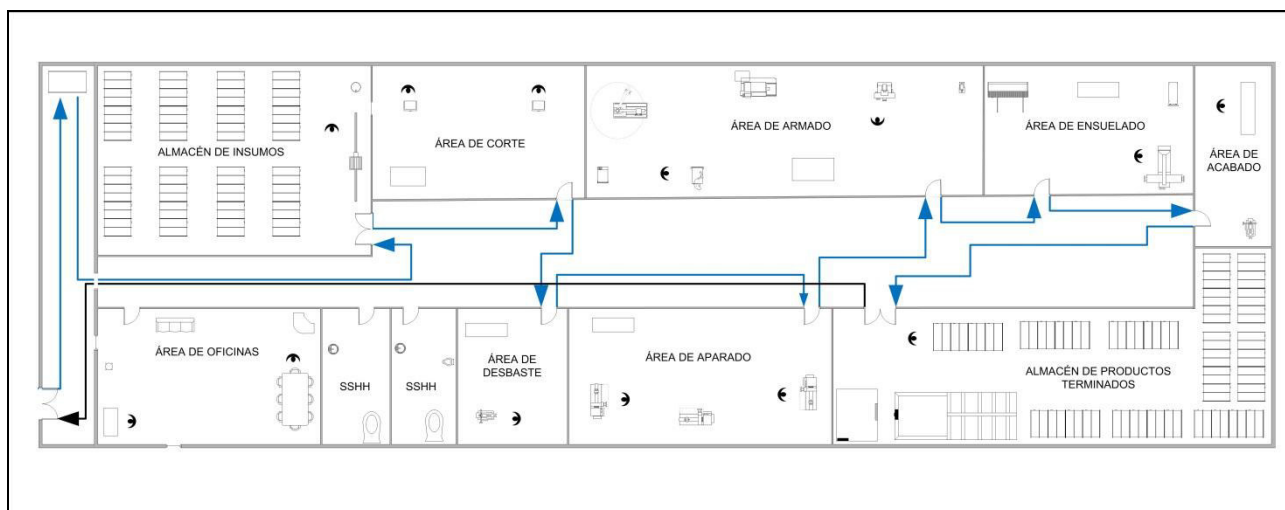 ALMACÉN DE INSUMOS
ÁREA DE CORTE
ÁREA DE ARMADO
ÁREA DE ENSUELADO
ÁREA DE
ACABADO
ÁREA DE OFICINAS
SSHH
SSHH
ÁREA DE
DESBASTE
ÁREA DE APARADO
ALMACÉN DE PRODUCTOS
TERMINADOS